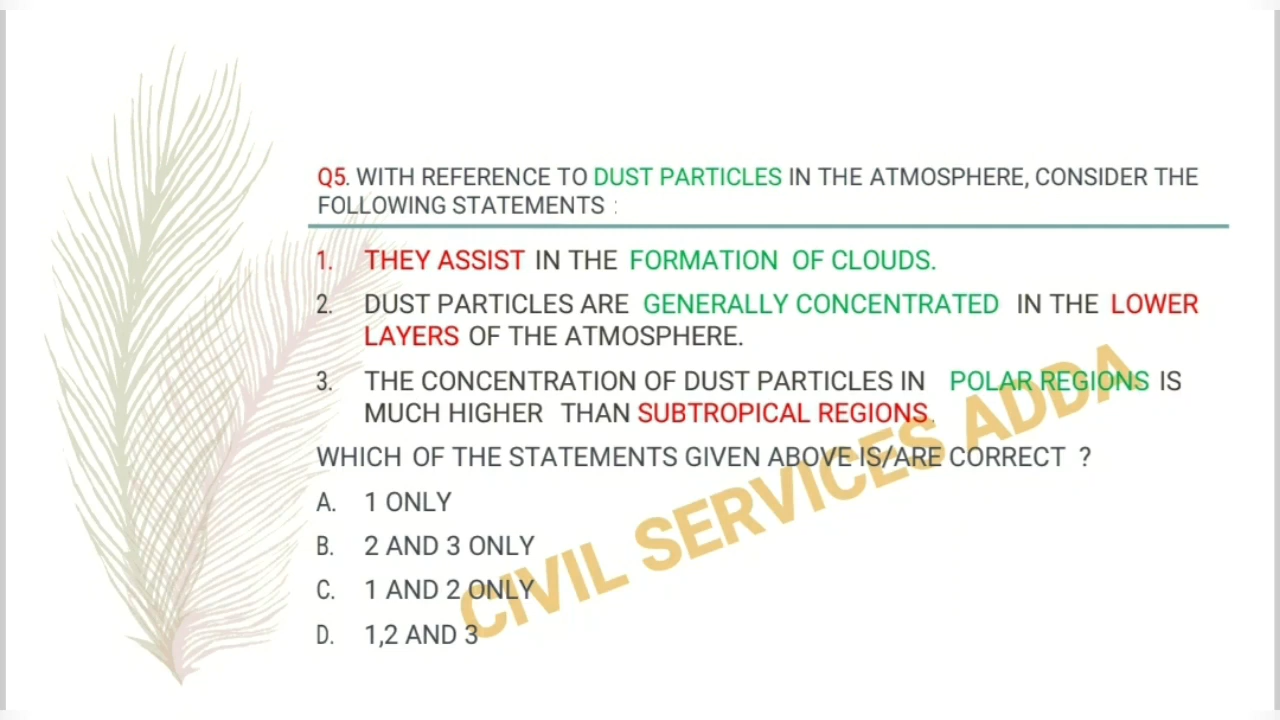 Q5. WITH REFERENCE TO DUST PARTICLES IN THE ATMOSPHERE, CONSIDER THE
FOLLOWING STATEMENTS :
1. THEY ASSIST IN THE FORMATION OF CLOUDS.
2. DUST PARTICLES ARE GENERALLY CONCENTRATED IN THE LOWER
LAYERS OF THE ATMOSPHERE.
3. THE CONCENTRATION OF DUST PARTICLES IN POLAR REGIONS IS
MUCH HIGHER THAN SUBTROPICAL REGIONS.
WHICH OF THE STATEMENTS GIVEN ABOVE IS/ARE CORRECT ?
A. 1 ONLY
B. 2 AND 3 ONLY
C. 1 AND 2 ONLY
D. 1,2 AND 3
CIVIL SERVICES ADDA